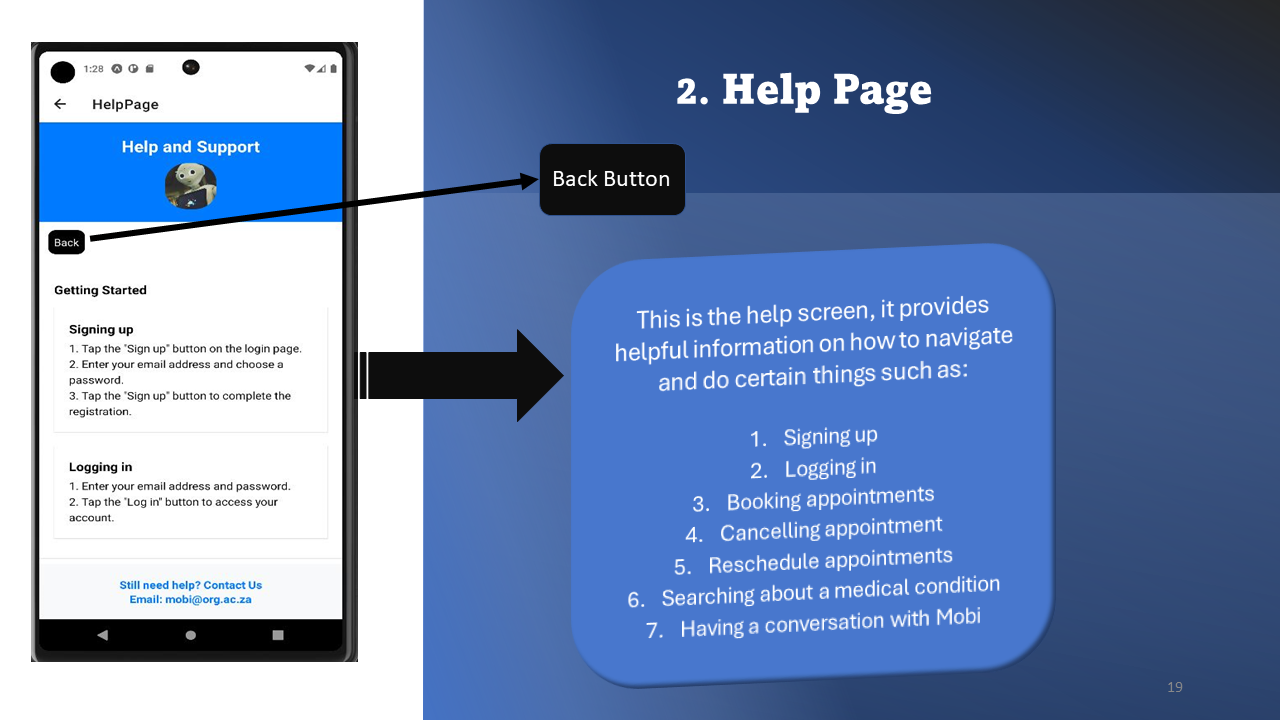 1:28
HelpPage
Help and Support
Back
Getting Started
Signing up
1. Tap the "Sign up" button on the login page.
2. Enter your email address and choose a
password.
3. Tap the "Sign up" button to complete the
registration.
Logging in
1. Enter your email address and password.
2. Tap the "Log in" button to access your
account.
Still need help? Contact Us
Email: mobi@org.ac.za
2. Help Page
Back Button
This is the help screen, it provides
helpful information on how to navigate
and do certain things such as:
1. Signing up
2. Logging in
3. Booking appointments
4. Cancelling appointment
5. Reschedule appointments
6. Searching about a medical condition
7. Having a conversation with Mobi
19